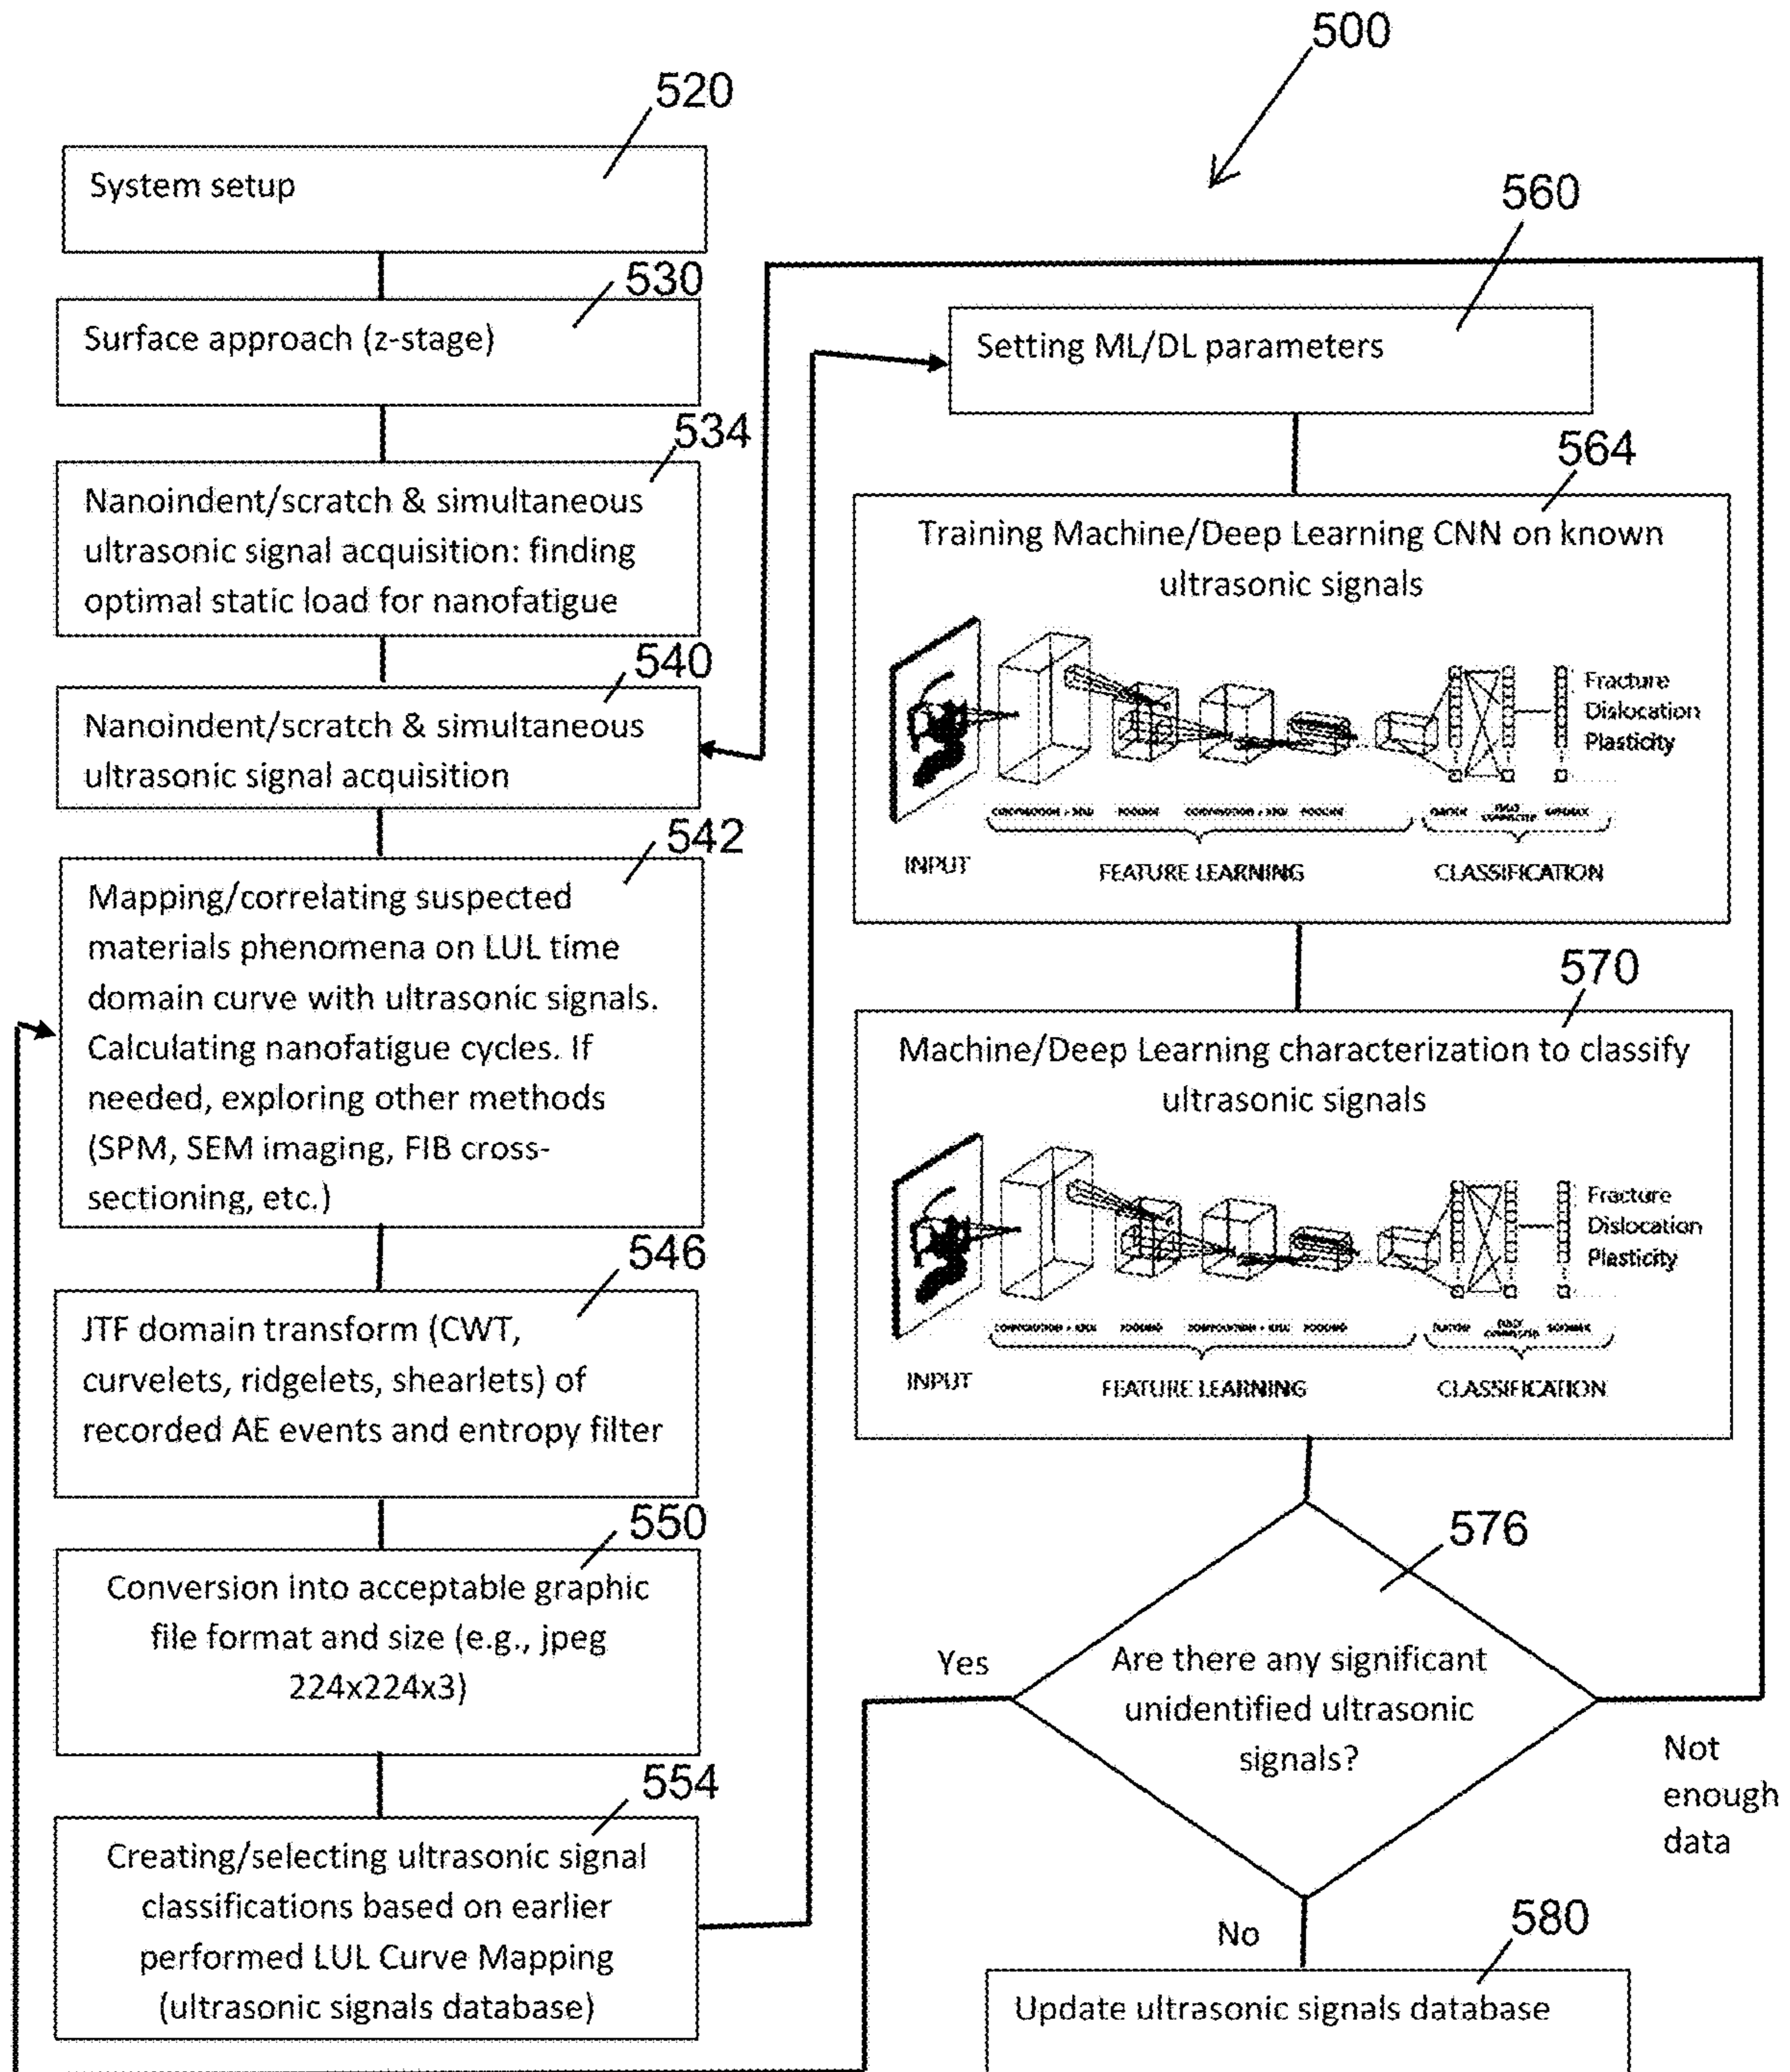 500
520
System setup
530
Surface approach (z-stage)
534
Nanoindent/scratch & simultaneous
ultrasonic signal acquisition: finding
optimal static load for nanofatigue
540
Nanoindent/scratch & simultaneous
ultrasonic signal acquisition
542
Mapping/correlating suspected
materials phenomena on LUL time
domain curve with ultrasonic signals.
Calculating nanofatigue cycles. If
needed, exploring other methods
(SPM, SEM imaging, FIB cross-
sectioning, etc.)
546
JTF domain transform (CWT,
curvelets, ridgelets, shearlets) of
recorded AE events and entropy filter
550
Conversion into acceptable graphic
file format and size (e.g., jpeg
224x224x3)
554
Creating/selecting ultrasonic signal
classifications based on earlier
performed LUL Curve Mapping
(ultrasonic signals database)
560
Setting ML/DL parameters
564
Training Machine/Deep Learning CNN on known
ultrasonic signals
Fracture
Dislocation
Plasticity
INPUT
FEATURE LEARNING
CLASSIFICATION
570
Machine/Deep Learning characterization to classify
ultrasonic signals
Fracture
Dislocation
Plasticity
INPUT
FEATURE LEARNING
CLASSIFICATION
576
Are there any significant
unidentified ultrasonic
signals?
Yes
Not
enough
data
No
580
Update ultrasonic signals database